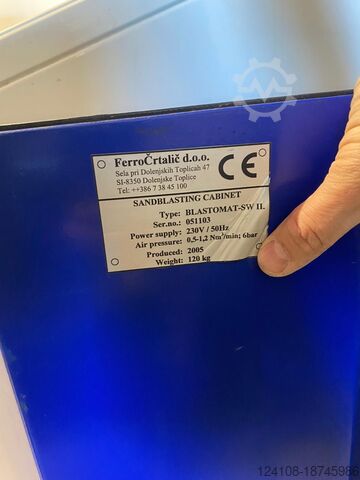 FerroČrtalič d.o.o.
Sela pri Dolenjskih Toplicah 47
SI-8350 Dolenjske Toplice
Tel: ++386 7 38 45 100
CE
SANDBLASTING CABINET
Type: BLASTOMAT-SW II.
Ser.no.: 051103
Power supply: 230V / 50Hz
Air pressure: 0,5-1,2 Nm³/min; 6bar
Produced: 2005
Weight: 120 kg
124108-18745986